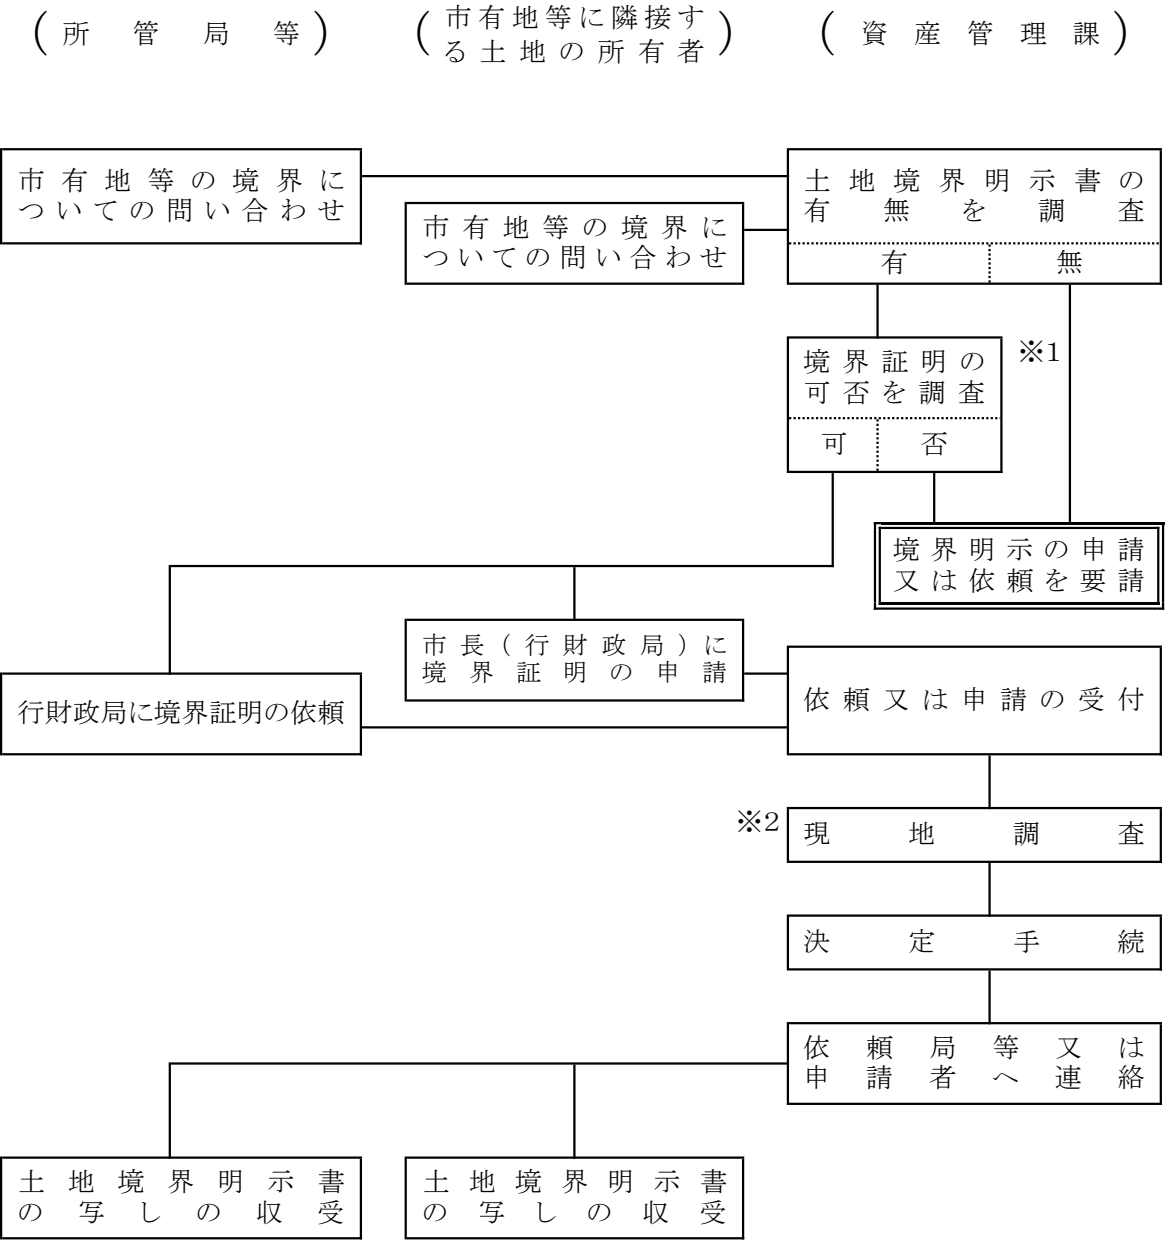 (所管局等)
(市有地等に隣接す
る土地の所有者)
(資産管理課)
市有地等の境界に
ついての問い合わせ
市有地等の境界に
ついての問い合わせ
土地境界明示書の
有無を調査
有 無
境界証明の
可否を調査
可 否
※1
境界明示の申請
又は依頼を要請
市長(行財政局)に
境界証明の申請
行財政局に境界証明の依頼
依頼又は申請の受付
※2
現地調査
決定手続
依頼局等又は
申請者へ連絡
土地境界明示書
の写しの収受
土地境界明示書
の写しの収受